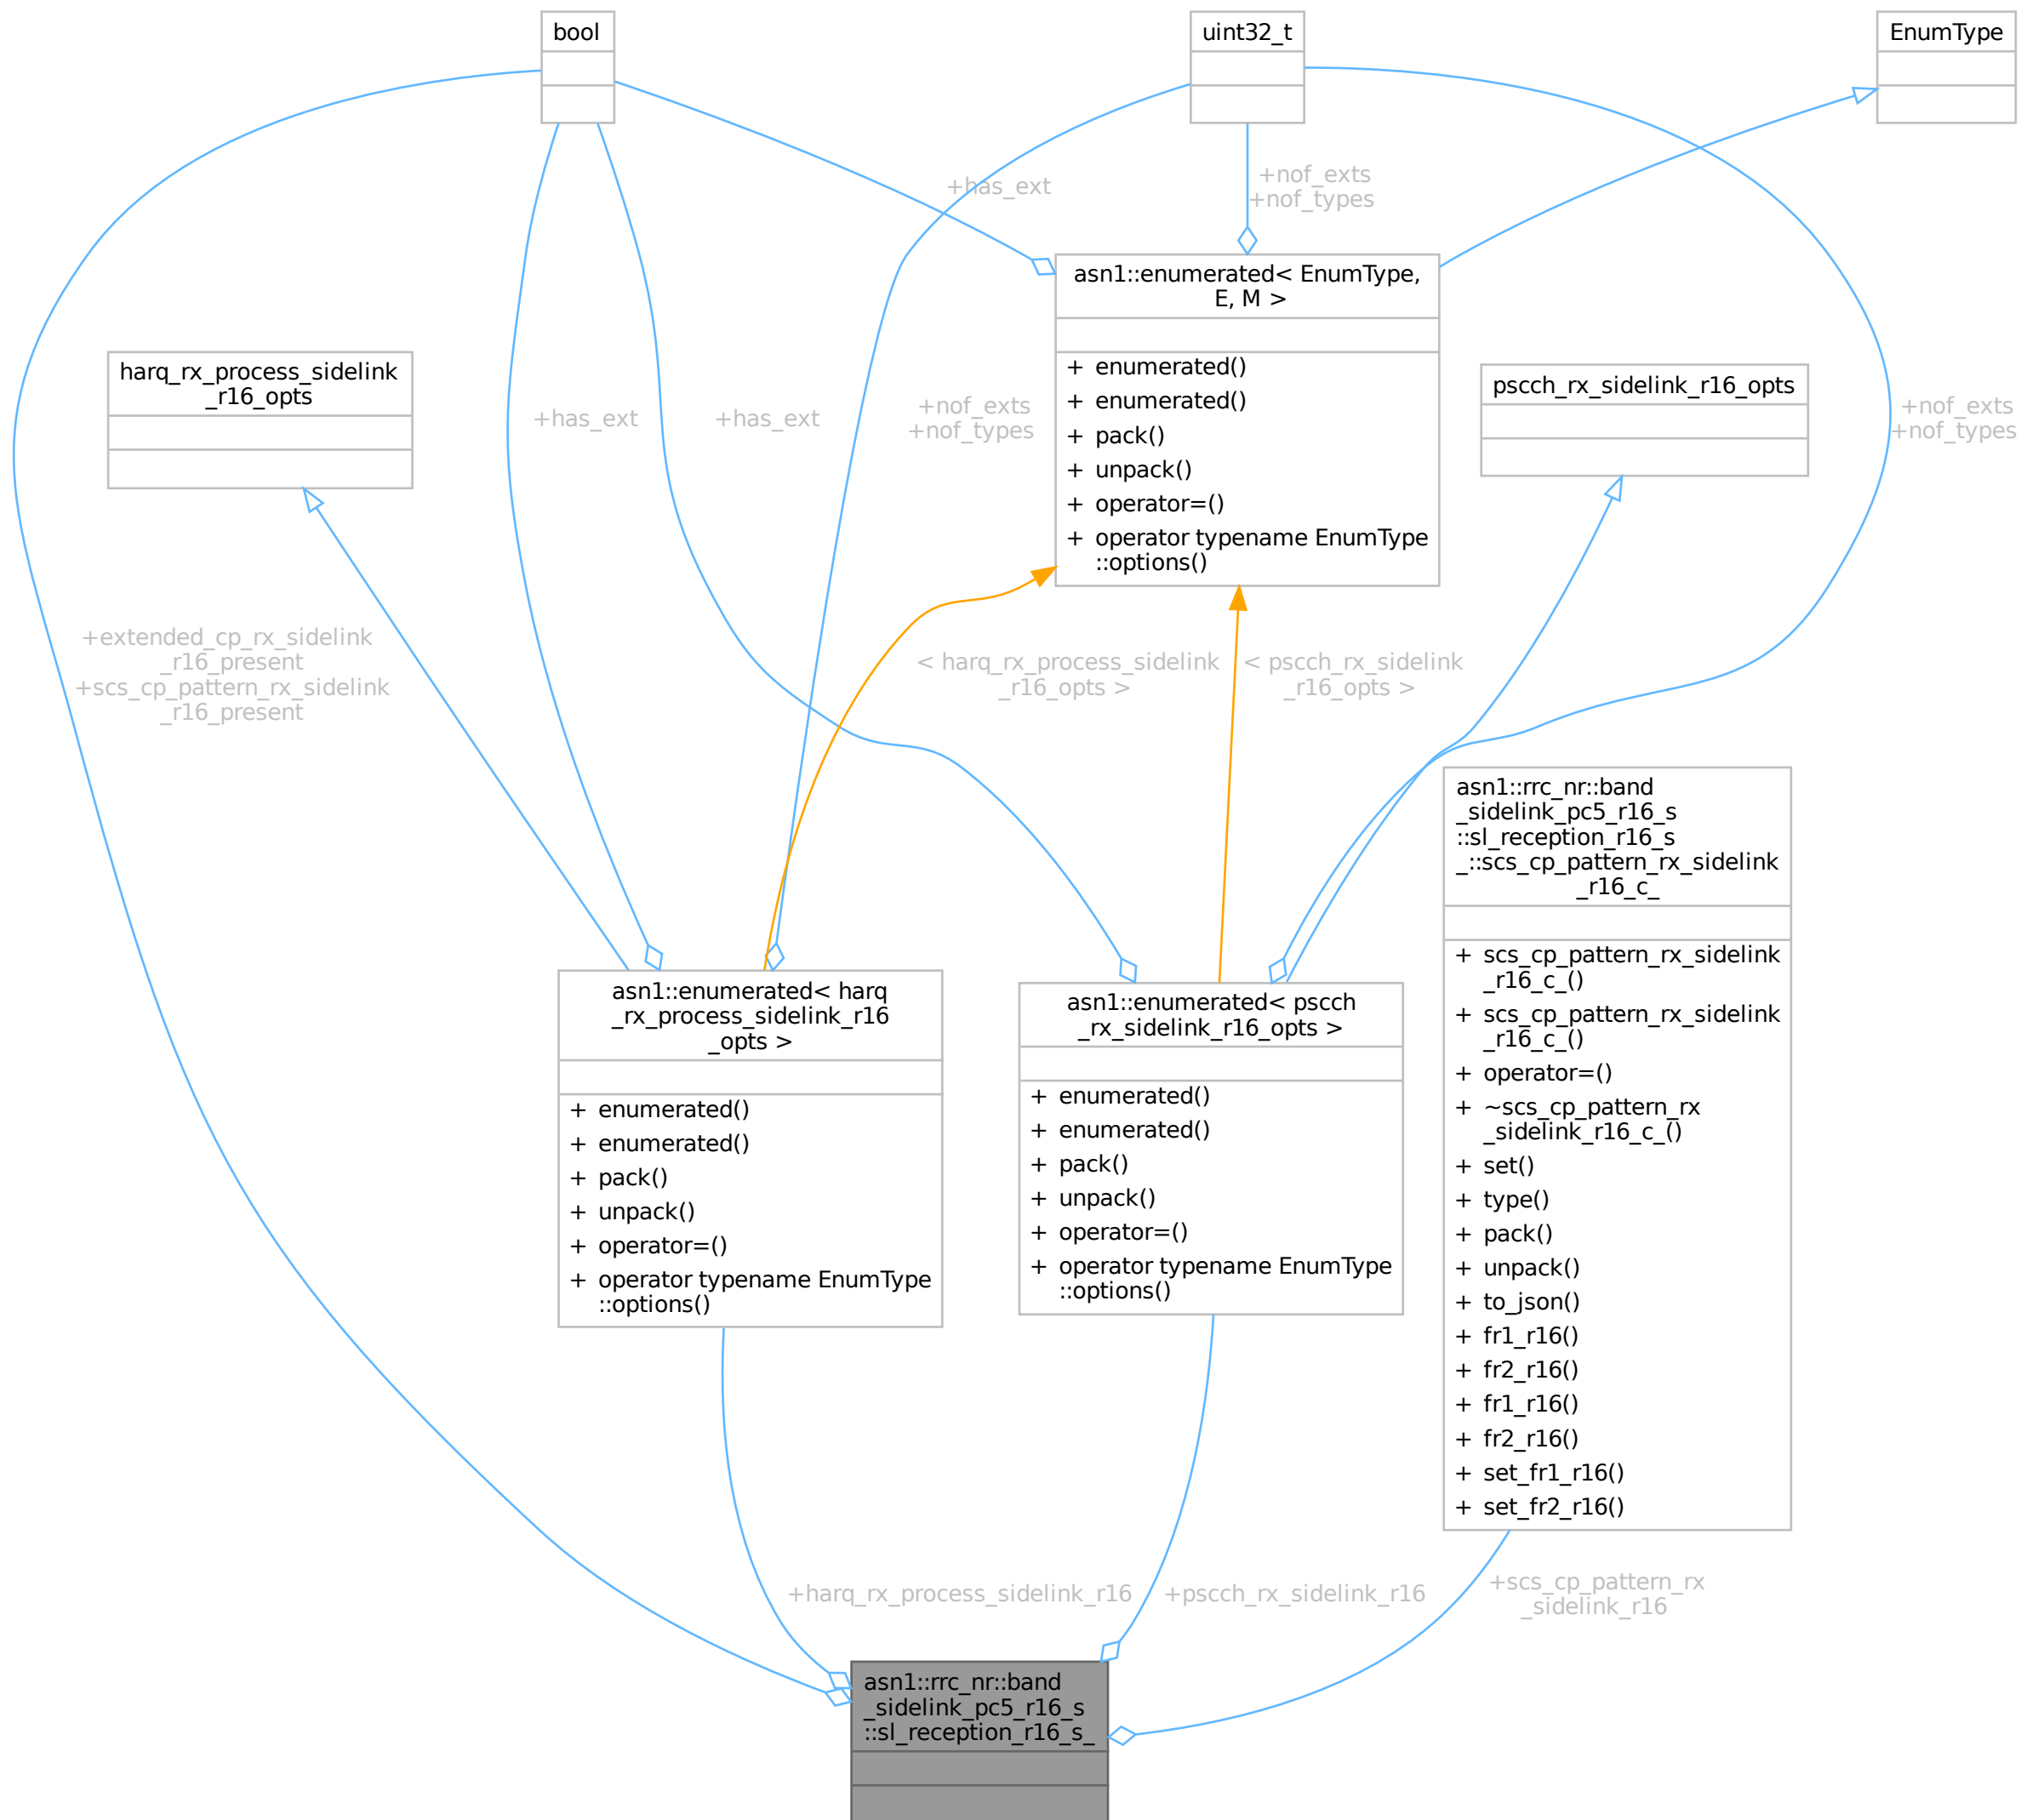 bool
uint32_t
EnumType
+has_ext
+nof_exts
+nof_types
asn1::enumerated< EnumType,
E, M >
+ enumerated()
+ enumerated()
+ pack()
+ unpack()
+ operator=()
+ operator typename EnumType
::options()
harq_rx_process_sidelink
_r16_opts
pscch_rx_sidelink_r16_opts
+has_ext
+has_ext
+nof_exts
+nof_types
+nof_exts
+nof_types
+extended_cp_rx_sidelink
_r16_present
+scs_cp_pattern_rx_sidelink
_r16_present
< harq_rx_process_sidelink
_r16_opts >
< pscch_rx_sidelink
_r16_opts >
asn1::rrc_nr::band
_sidelink_pc5_r16_s
::sl_reception_r16_s
_::scs_cp_pattern_rx_sidelink
_r16_c_
+ scs_cp_pattern_rx_sidelink
_r16_c_()
+ scs_cp_pattern_rx_sidelink
_r16_c_()
+ operator=()
+ ~scs_cp_pattern_rx
_sidelink_r16_c_()
+ set()
+ type()
+ pack()
+ unpack()
+ to_json()
+ fr1_r16()
+ fr2_r16()
+ fr1_r16()
+ fr2_r16()
+ set_fr1_r16()
+ set_fr2_r16()
asn1::enumerated< harq
_rx_process_sidelink_r16
_opts >
+ enumerated()
+ enumerated()
+ pack()
+ unpack()
+ operator=()
+ operator typename EnumType
::options()
asn1::enumerated< pscch
_rx_sidelink_r16_opts >
+ enumerated()
+ enumerated()
+ pack()
+ unpack()
+ operator=()
+ operator typename EnumType
::options()
+harq_rx_process_sidelink_r16
+pscch_rx_sidelink_r16
+scs_cp_pattern_rx
_sidelink_r16
asn1::rrc_nr::band
_sidelink_pc5_r16_s
::sl_reception_r16_s_